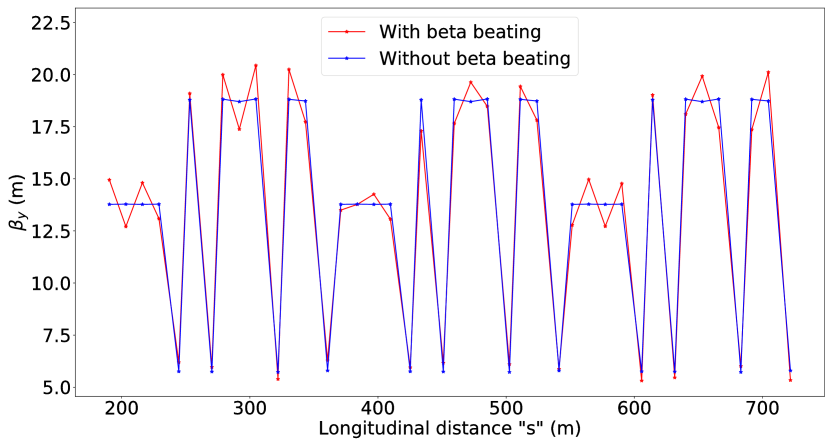 With beta beating
Without beta beating
22.5
20.0
17.5
15.0
12.5
10.0
7.5
5.0
βy (m)
200 300 400 500 600 700
Longitudinal distance "s" (m)